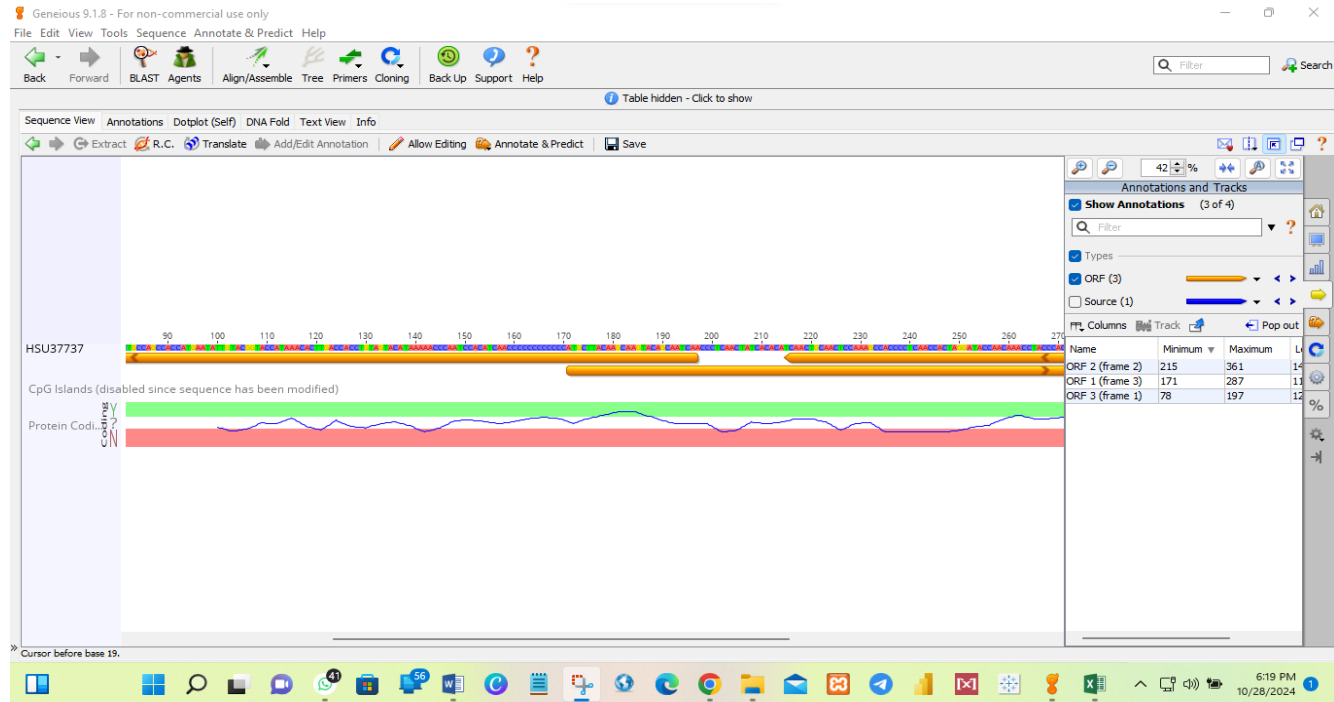 Geneious 9.1.8 - For non-commercial use only
File Edit View Tools Sequence Annotate & Predict Help
Back Forward BLAST Agents Align/Assemble Tree Primers Cloning Back Up Support Help Filter Search
Table hidden - Click to show
Sequence View Annotations Dotplot (Self) DNA Fold Text View Info
Extract R.C. Translate Add/Edit Annotation Allow Editing Annotate & Predict Save
42 %
Annotations and Tracks
Show Annotations (3 of 4)
Filter
Types
ORF (3)
Source (1)
Columns Track Pop out
90 100 110 120 130 140 150 160 170 180 190 200 210 220 230 240 250 260 270
HSU37737
Name Minimum Maximum
ORF 2 (frame 2) 215 361 14
ORF 1 (frame 3) 171 287 11
ORF 3 (frame 1) 78 197 12
CpG Islands (disabled since sequence has been modified)
Protein Codi...
Coding
Y
?
N
Cursor before base 19.
41
56
6:19 PM
10/28/2024
1